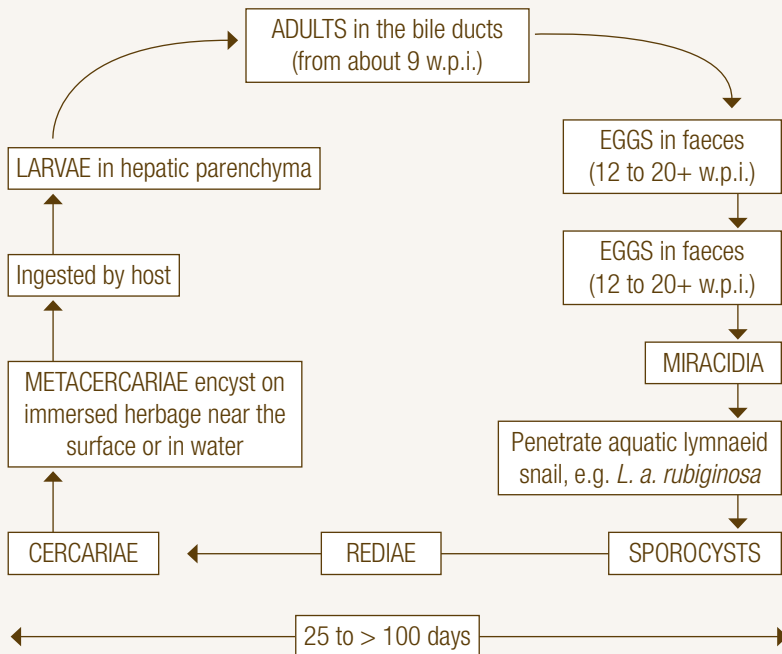 ADULTS in the bile ducts
(from about 9 w.p.i.)
EGGS in faeces
(12 to 20+ w.p.i.)
EGGS in faeces
(12 to 20+ w.p.i.)
MIRACIDIA
Penetrate aquatic lymnaeid
snail, e.g. L. a. rubiginosa
SPOROCYSTS
REDIAE
CERCARIAE
METACERCARIAE encyst on
immersed herbage near the
surface or in water
Ingested by host
LARVAE in hepatic parenchyma
25 to > 100 days